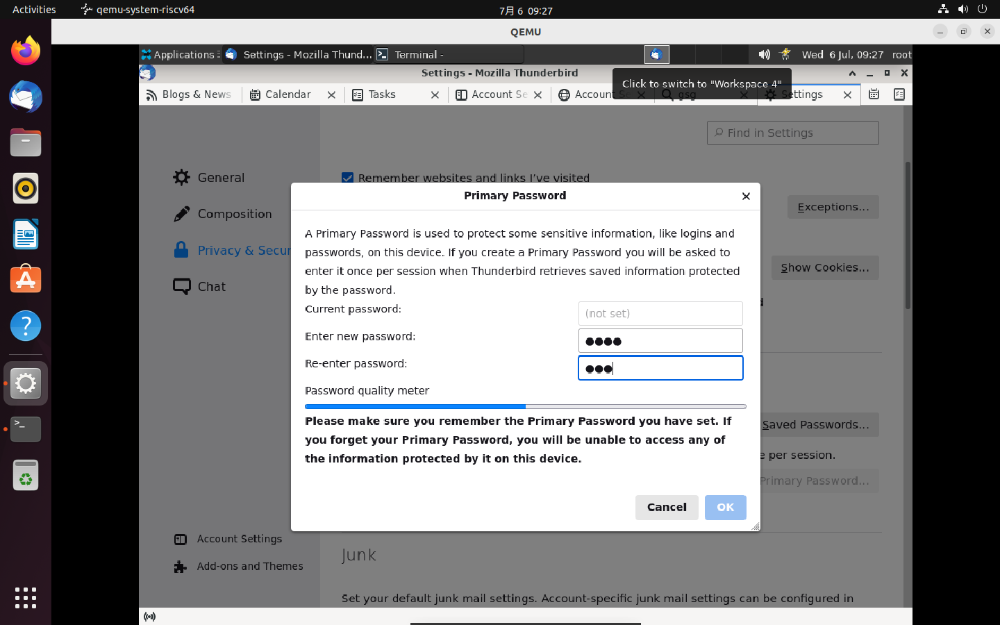 Activities
qemu-system-riscv64
7月 6 09:27
QEMU
Applications
Settings - Mozilla Thund...
Terminal -
Wed 6 Jul, 09:27
root
Settings - Mozilla Thunderbird
Click to switch to "Workspace 4"
Blogs & News
Calendar
Tasks
Account Se
Account
gsg
Settings
Find in Settings
General
Composition
Privacy & Secur
Chat
Account Settings
Add-ons and Themes
Remember websites and links I've visited
Exceptions...
Show Cookies...
Primary Password
A Primary Password is used to protect some sensitive information, like logins and
passwords, on this device. If you create a Primary Password you will be asked to
enter it once per session when Thunderbird retrieves saved information protected
by the password.
Current password:
(not set)
Enter new password:
●●●●
Re-enter password:
●●●
Password quality meter
Please make sure you remember the Primary Password you have set. If
you forget your Primary Password, you will be unable to access any of
the information protected by it on this device.
Cancel
OK
Saved Passwords...
e per session.
Primary Password...
Junk
Set your default junk mail settings. Account-specific junk mail settings can be configured in